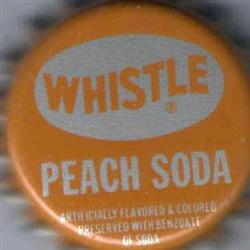 WHISTLE
®
PEACH SODA
ARTIFICIALLY FLAVORED & COLORED
PRESERVED WITH BENZOATE
OF SODA